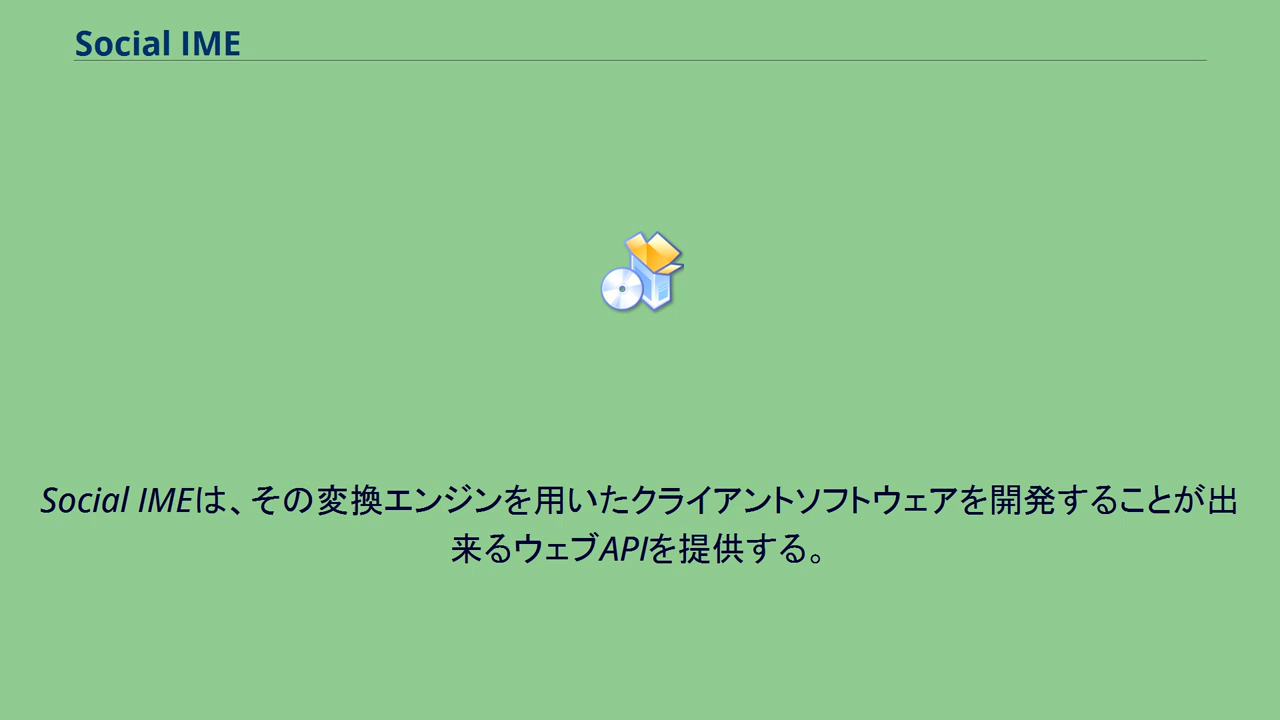 Social IME
Social IMEは、その変換エンジンを用いたクライアントソフトウェアを開発することが出
来るウェブAPIを提供する。